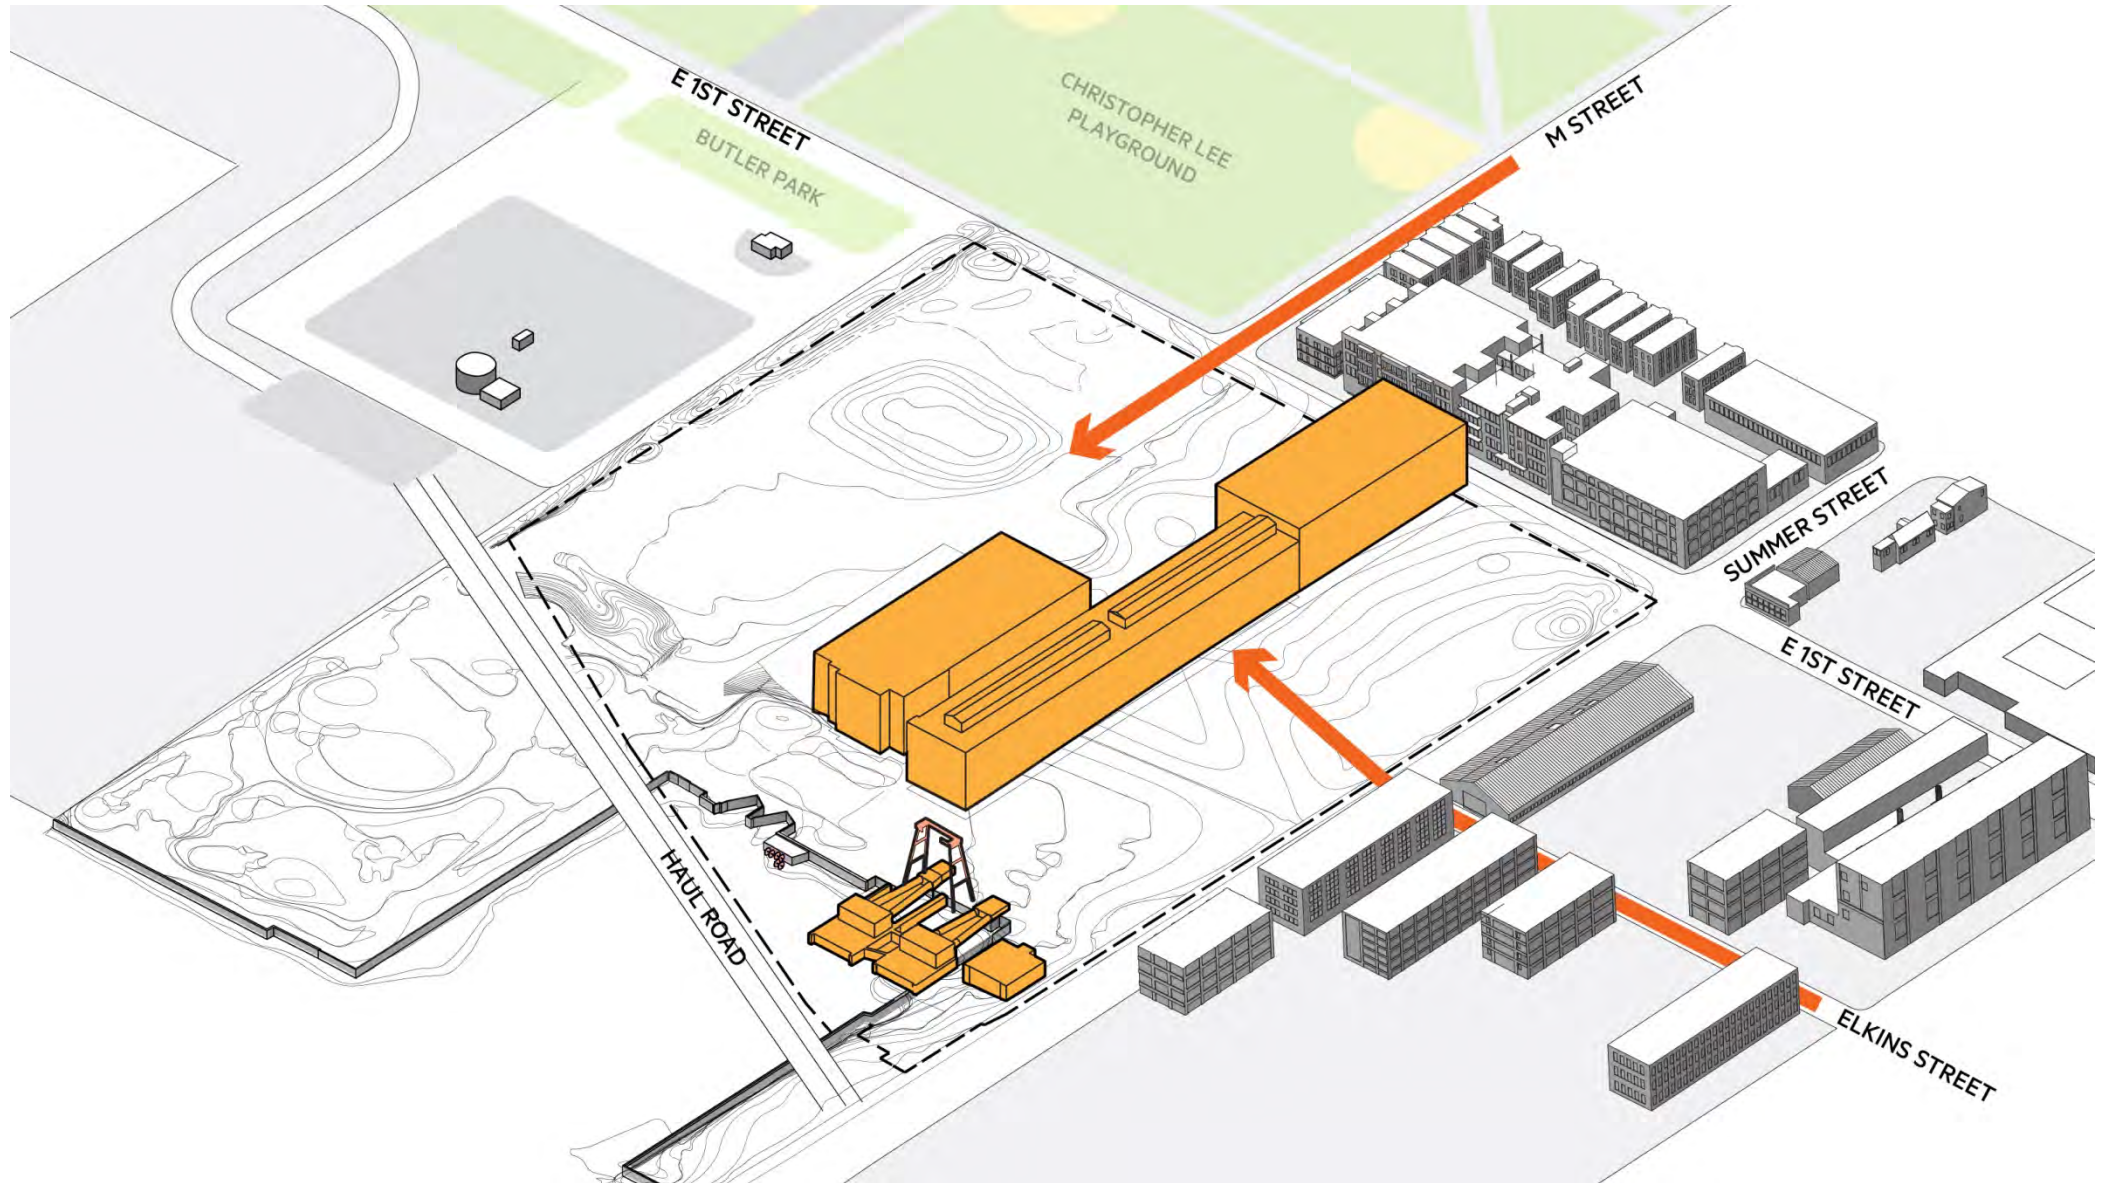 E 1ST STREET
CHRISTOPHER LEE
PLAYGROUND
M STREET
BUTLER PARK
SUMMER STREET
E 1ST STREET
HAUL ROAD
ELKINS STREET